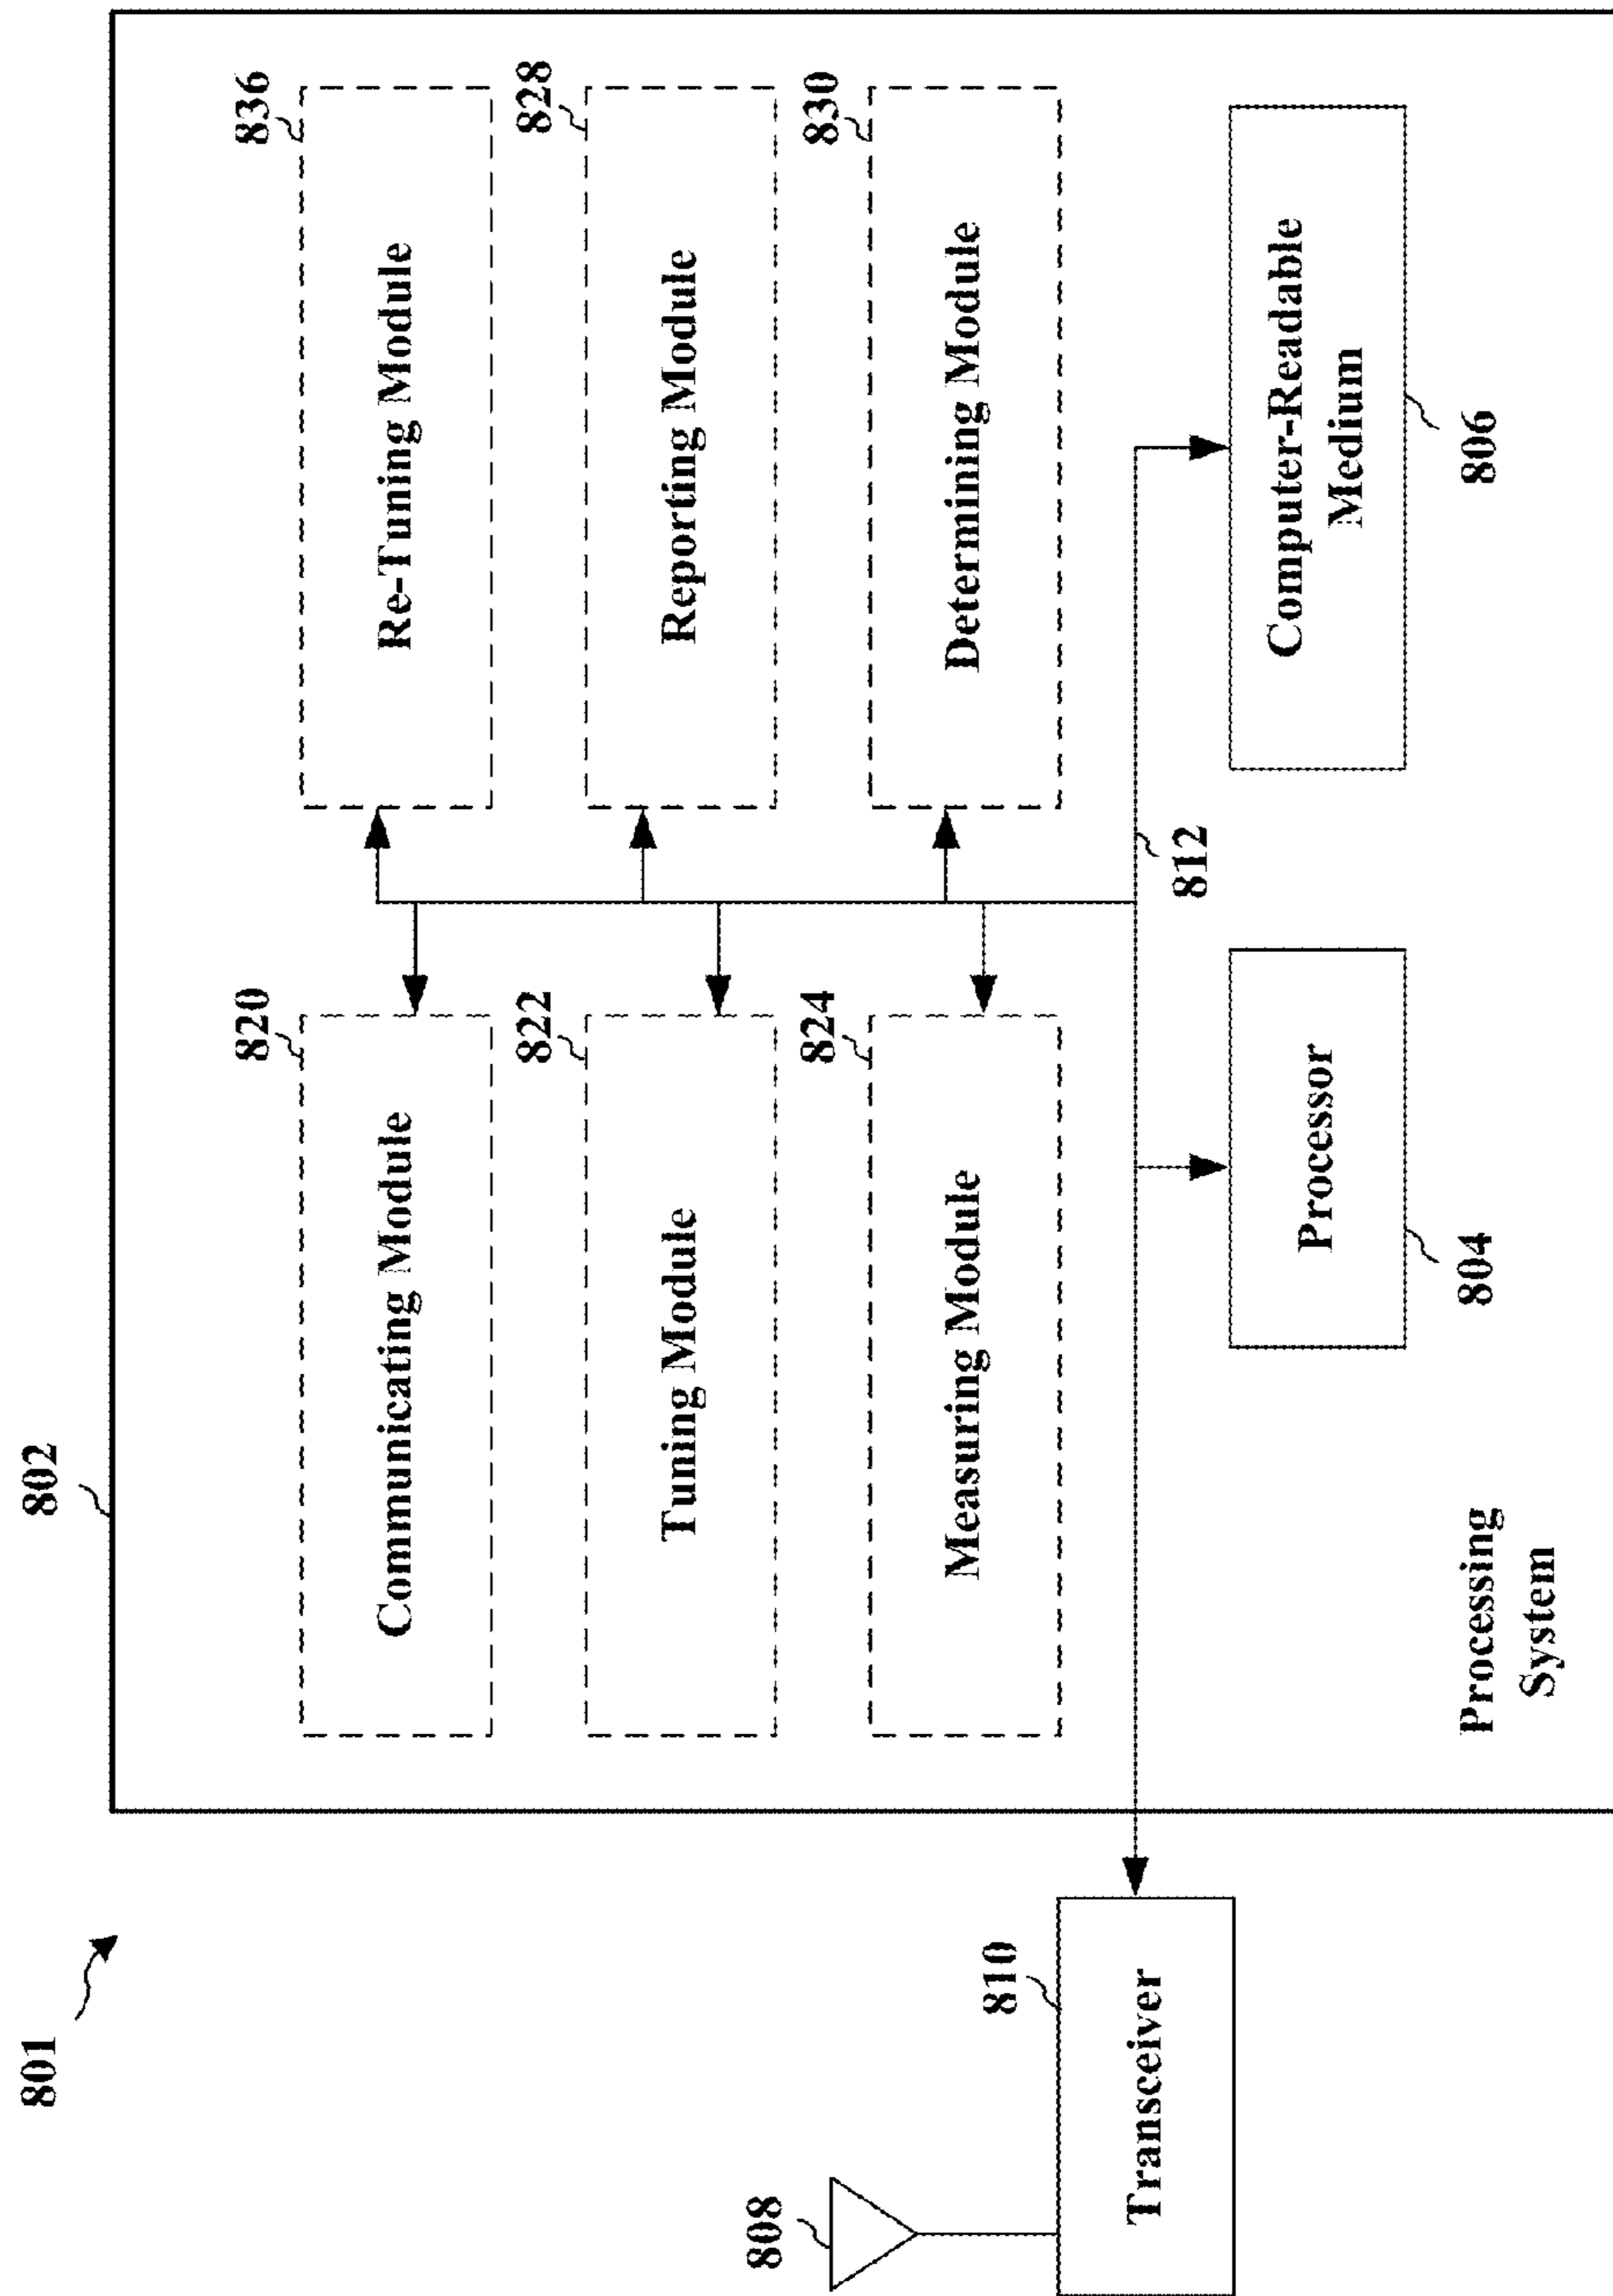 801
802
820
Communicating Module
836
Re-Tuning Module
822
Tuning Module
828
Reporting Module
824
Measuring Module
830
Determining Module
808
810
Transceiver
812
Processor
804
Computer-Readable
Medium
806
Processing
System